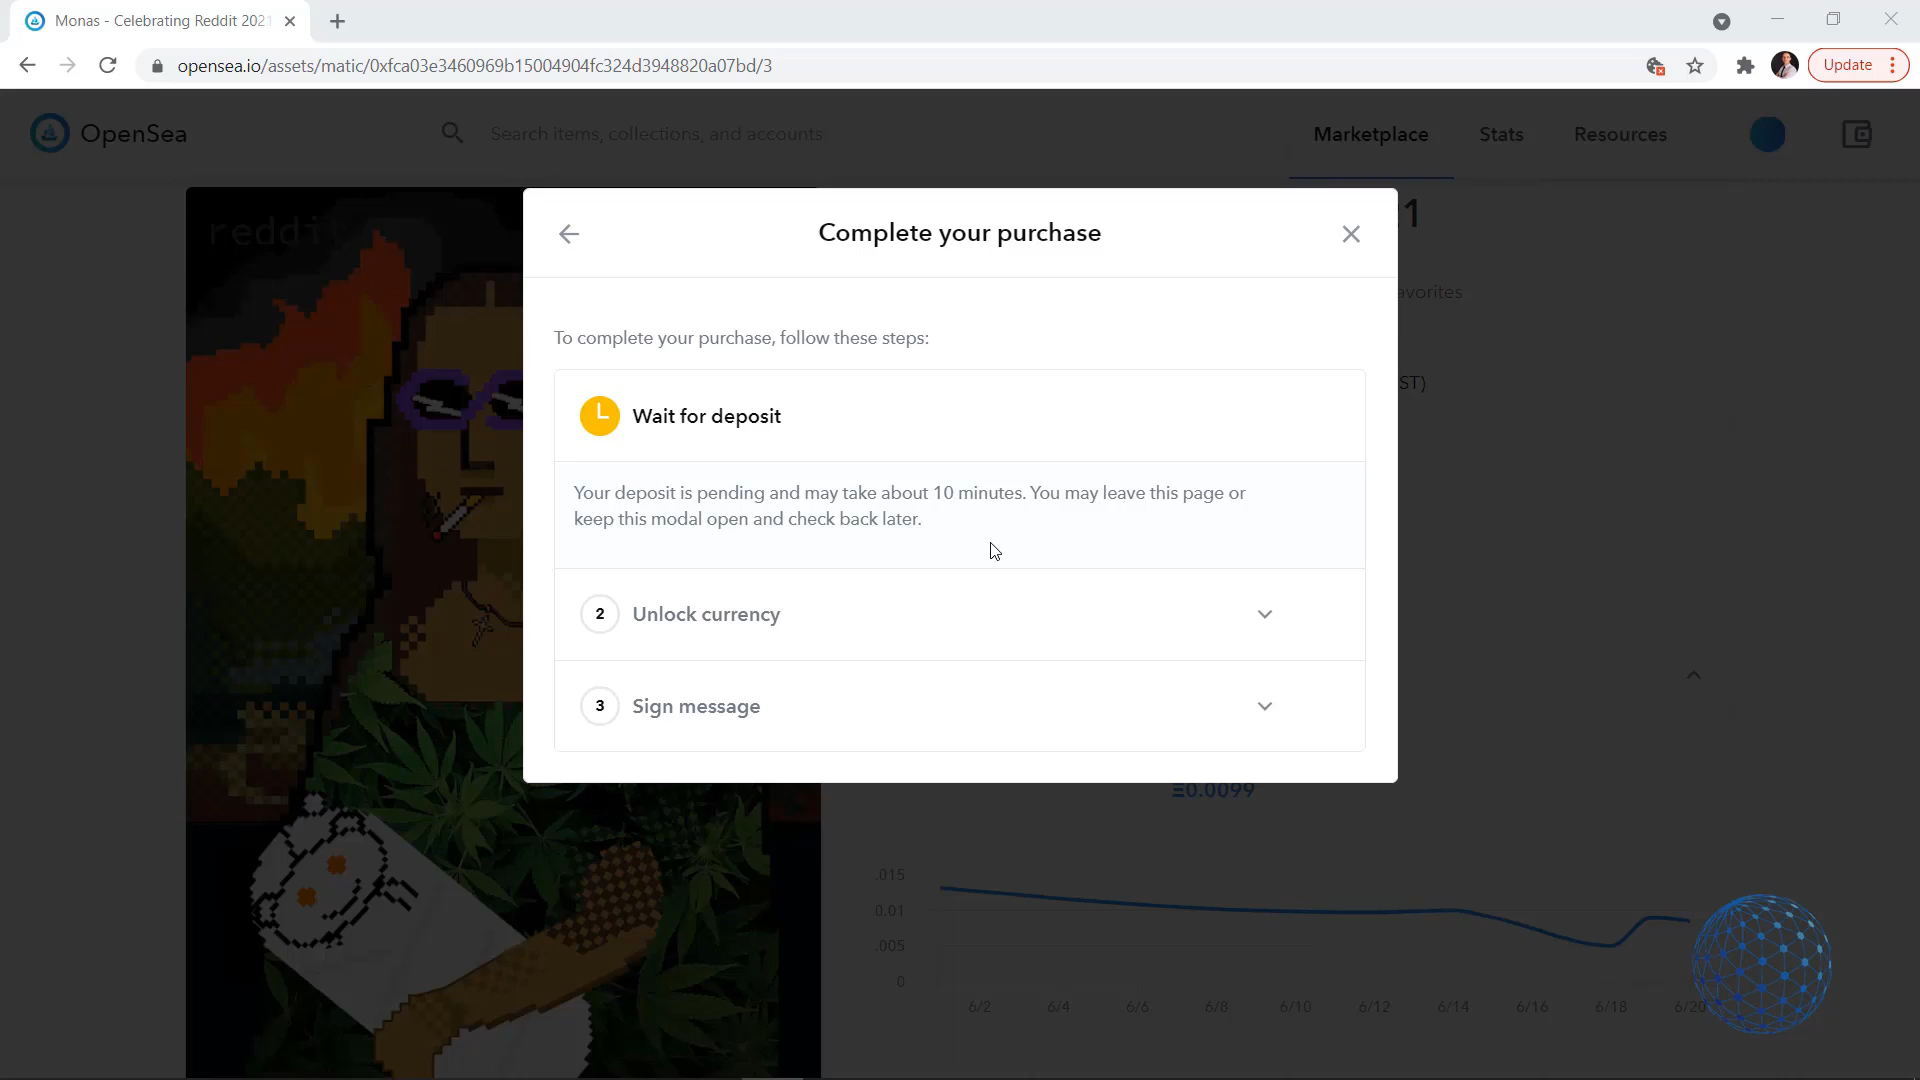 Monas - Celebrating Reddit 2021
opensea.io/assets/matic/0xfca03e3460969b15004904fc324d3948820a07bd/3
Update
OpenSea
Search items, collections, and accounts
Marketplace
Stats
Resources
reddi
1
Complete your purchase
avorites
To complete your purchase, follow these steps:
ST)
Wait for deposit
Your deposit is pending and may take about 10 minutes. You may leave this page or
keep this modal open and check back later.
2 Unlock currency
3 Sign message
Ξ0.0099
.015
0.01
.005
0
6/2 6/4 6/6 6/8 6/10 6/12 6/14 6/16 6/18 6/20